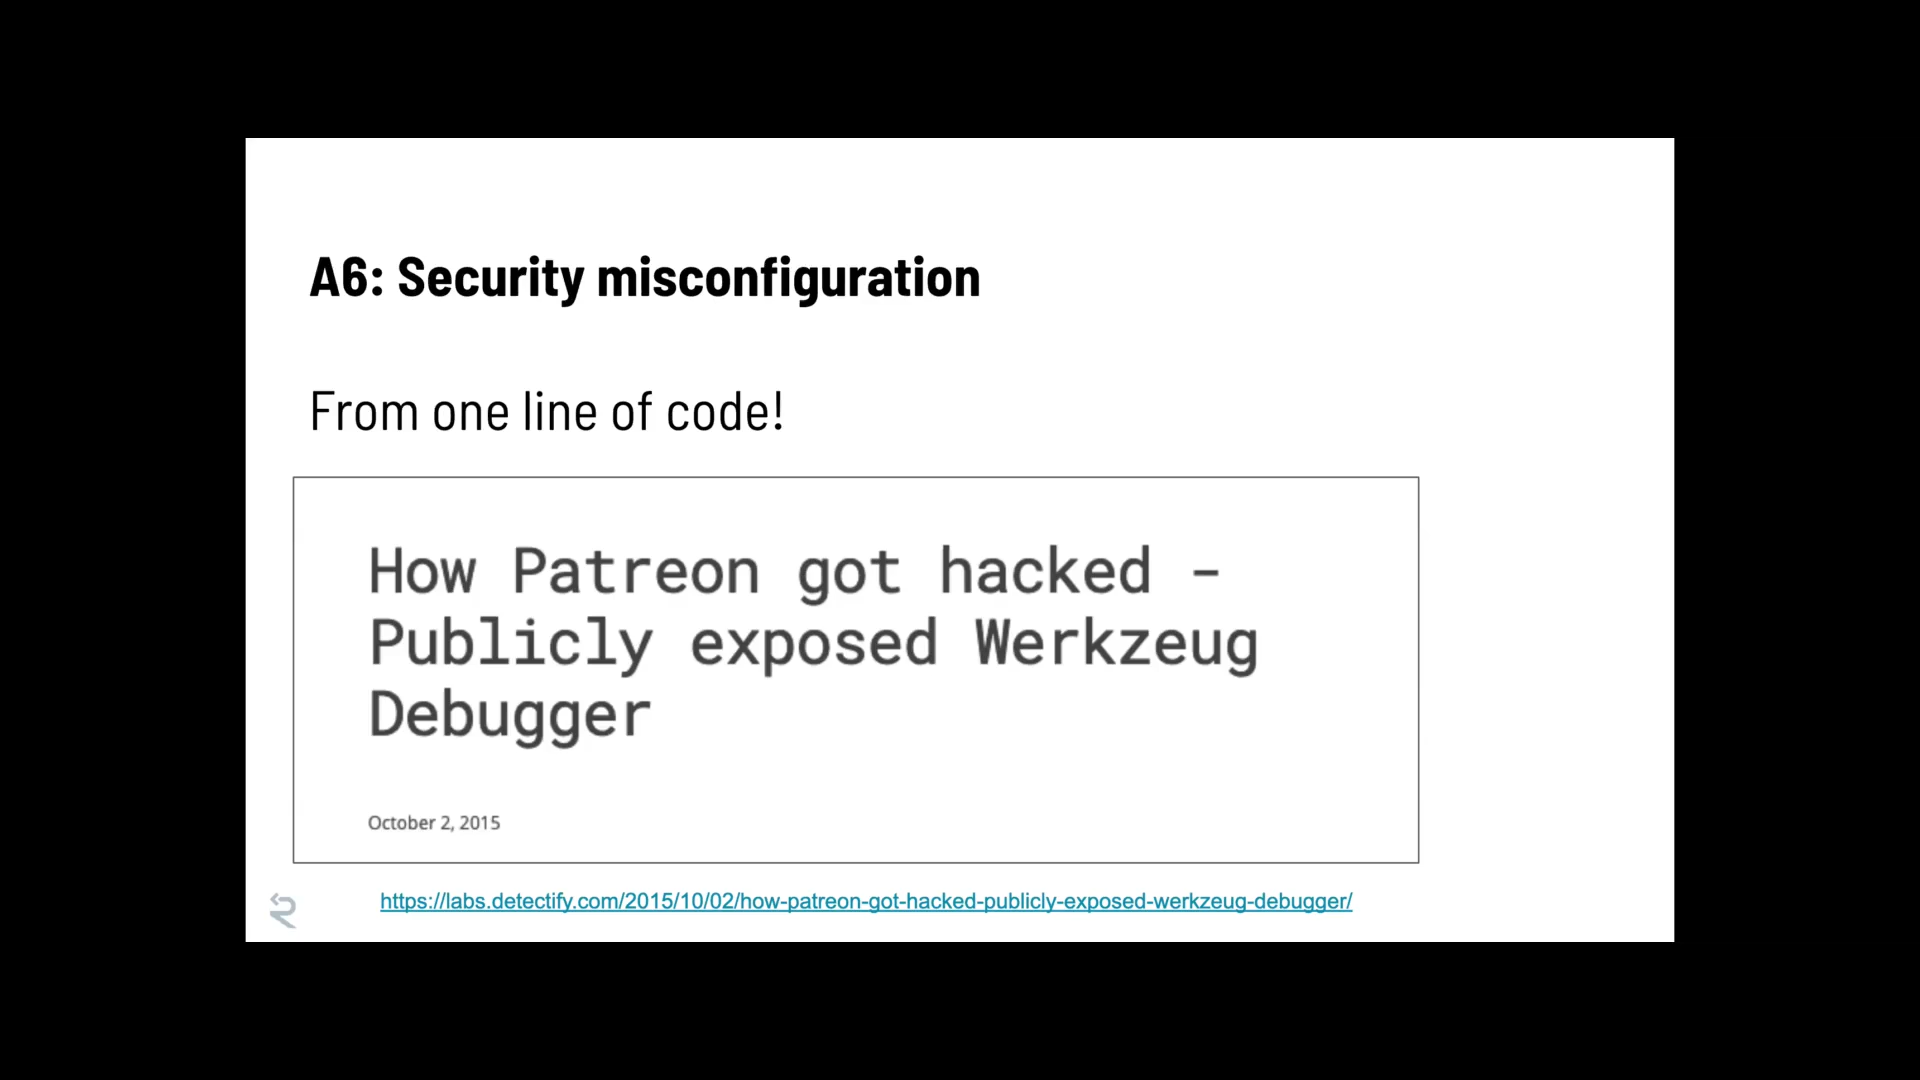 A6: Security misconfiguration
From one line of code!
How Patreon got hacked -
Publicly exposed Werkzeug
Debugger
October 2, 2015
https://labs.detectify.com/2015/10/02/how-patreon-got-hacked-publicly-exposed-werkzeug-debugger/